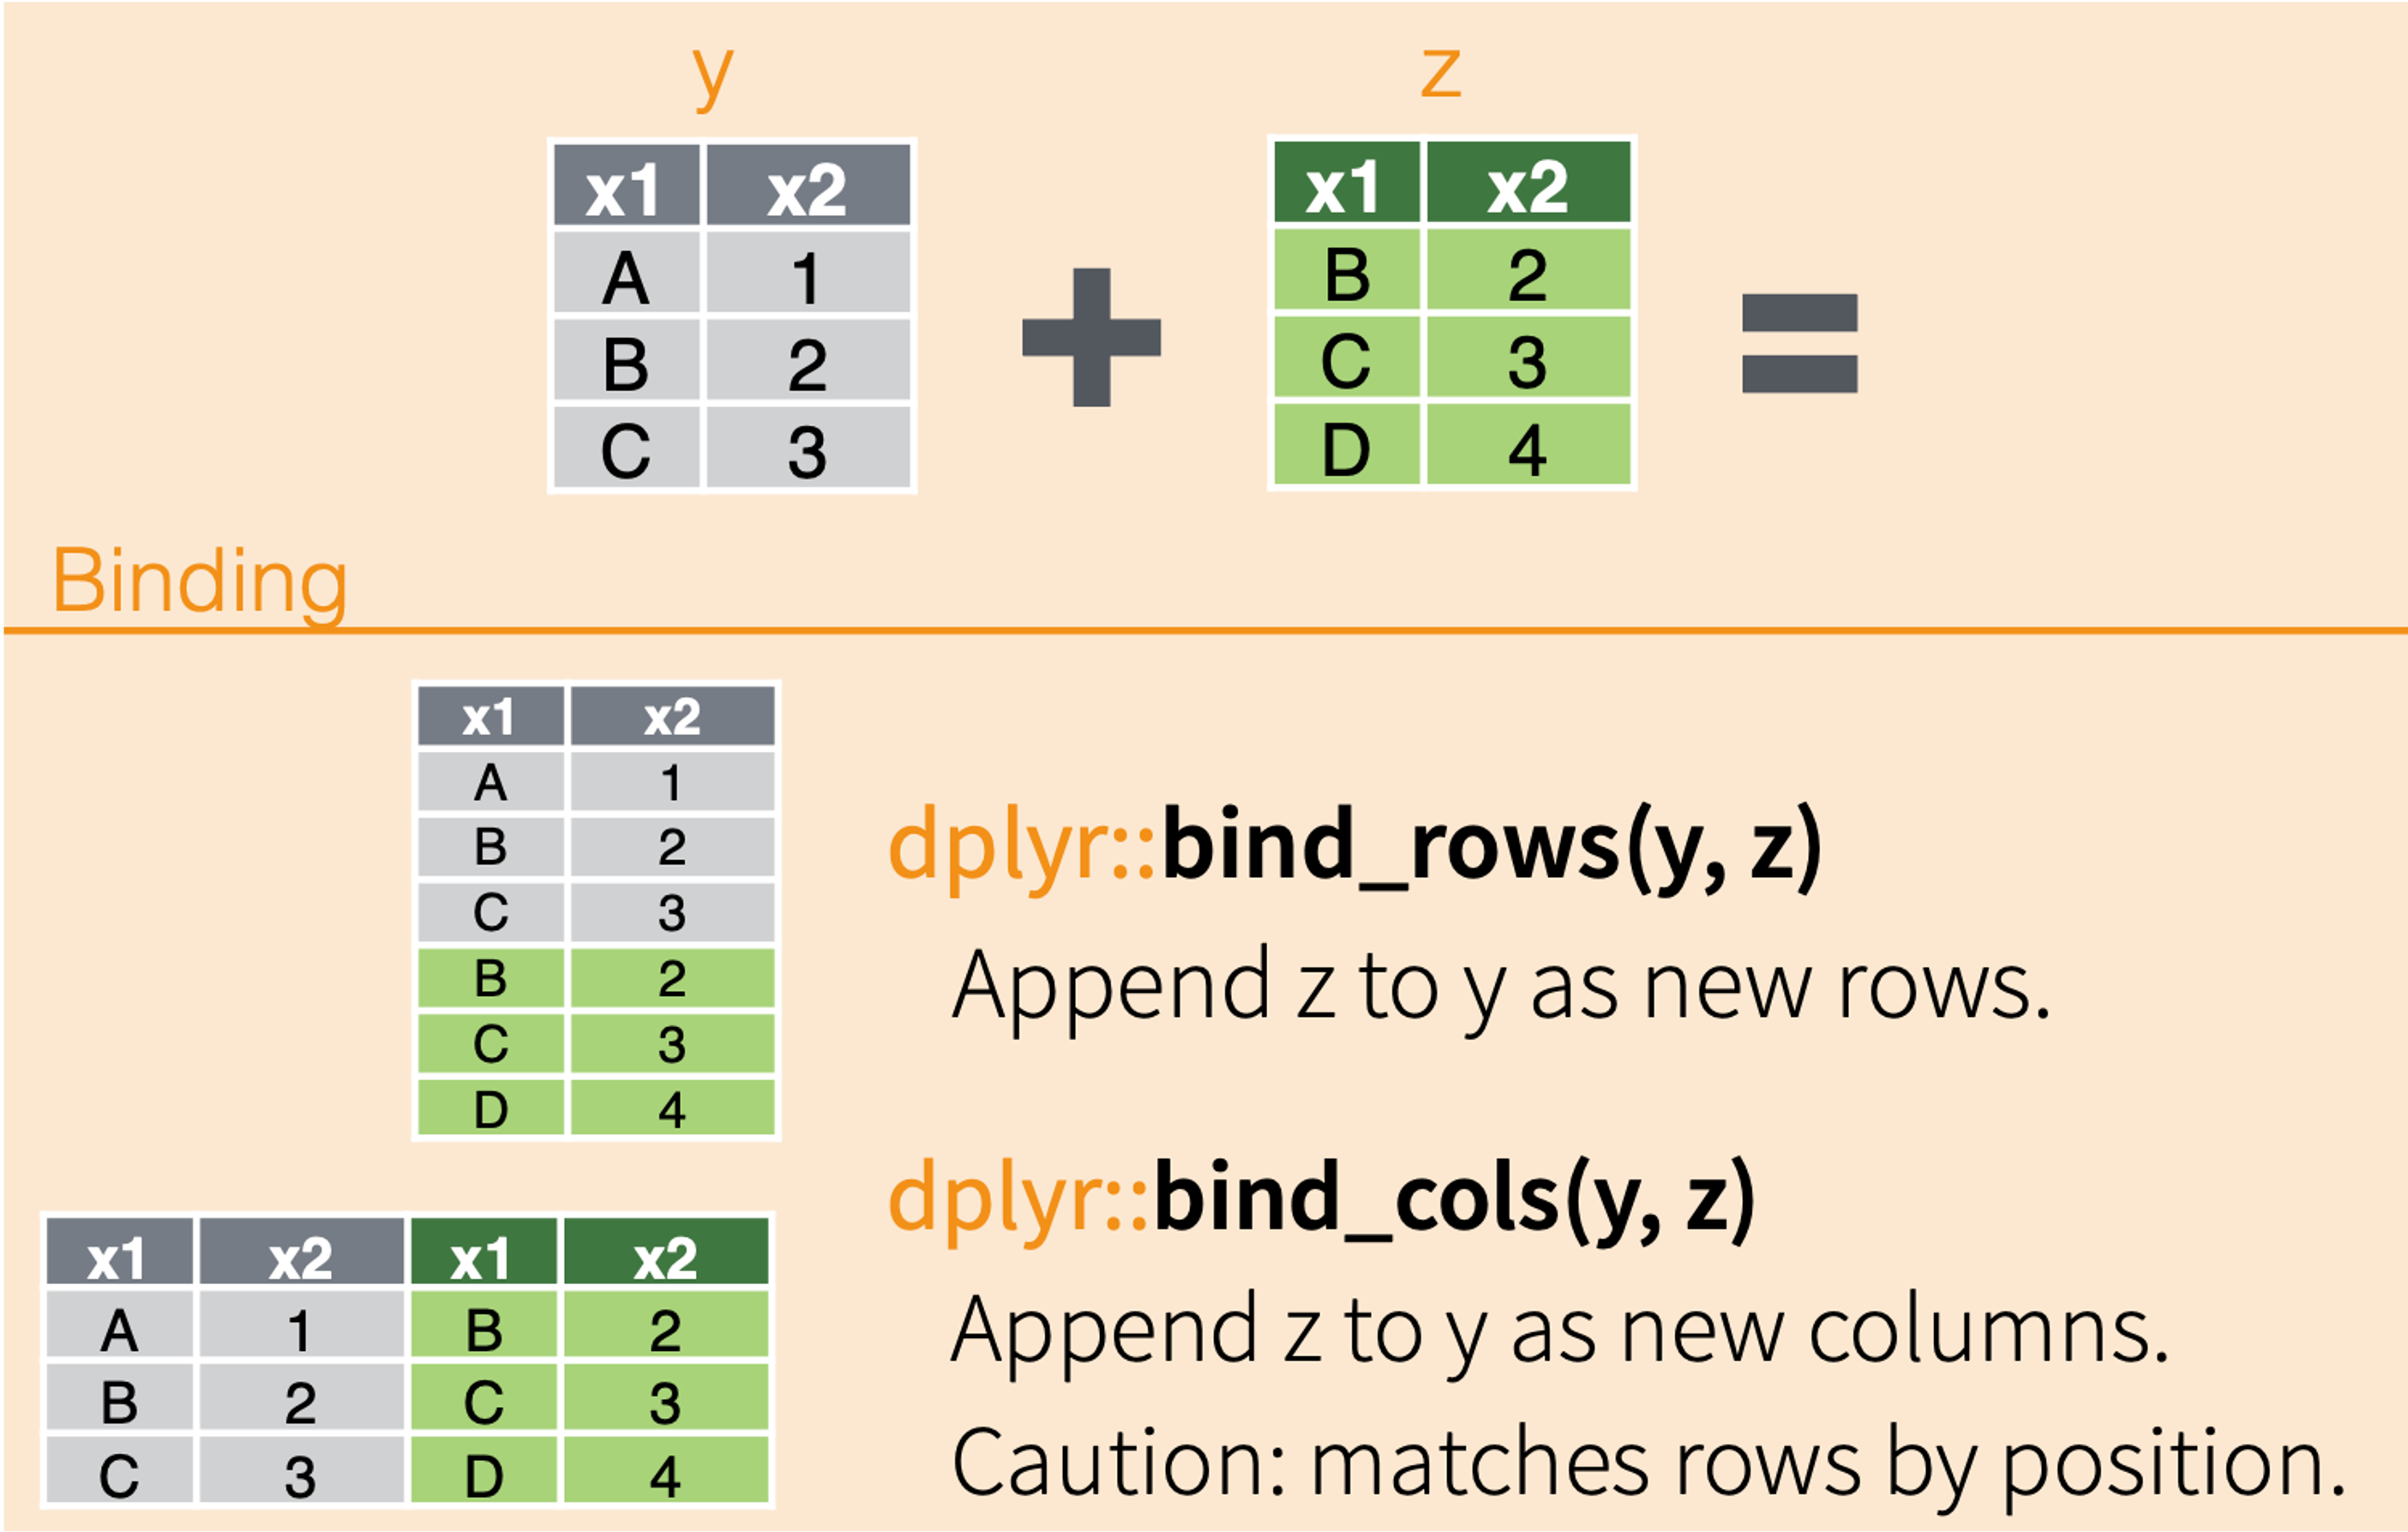 y z
x1 x2 x1 x2
A 1 B 2
B 2 C 3
C 3 D 4
+ =
Binding
x1 x2
A 1
B 2
C 3
B 2
C 3
D 4
dplyr::bind_rows(y, z)
Append z to y as new rows.
x1 x2 x1 x2
A 1 B 2
B 2 C 3
C 3 D 4
dplyr::bind_cols(y, z)
Append z to y as new columns.
Caution: matches rows by position.